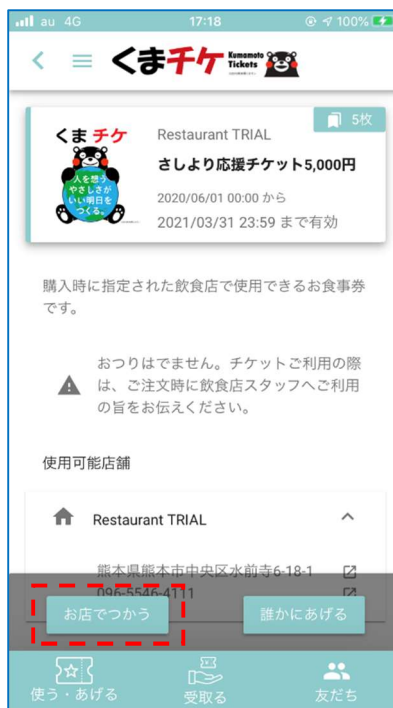 au 4G 17:18 100%
くまチケ Kumamoto Tickets
5枚
くまチケ
人を想う
やさしさが
いい明日を
つくる。
Restaurant TRIAL
さしより応援チケット5,000円
2020/06/01 00:00 から
2021/03/31 23:59 まで有効
購入時に指定された飲食店で使用できるお食事券
です。
おつりはでません。チケットご利用の際
は、ご注文時に飲食店スタッフへご利用
の旨をお伝えください。
使用可能店舗
Restaurant TRIAL
熊本県熊本市中央区水前寺6-18-1
096-5546-4111
お店でつかう
誰かにあげる
使う・あげる
受取る
友だち